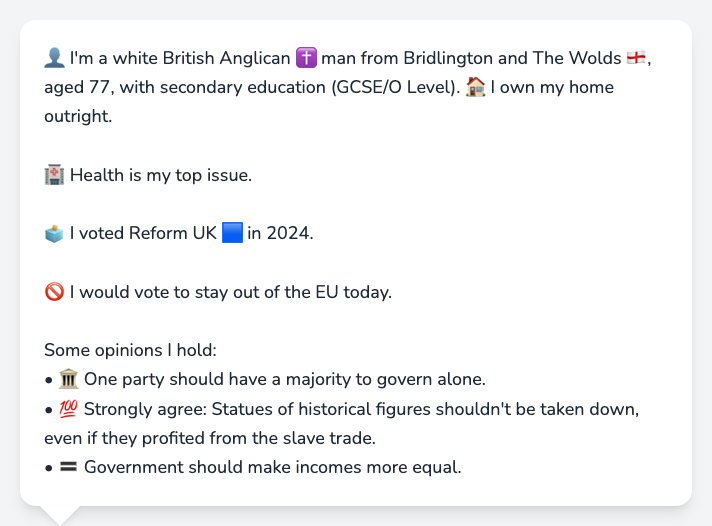 👤 I'm a white British Anglican ✝️ man from Bridlington and The Wolds 🏴󠁧󠁢󠁥󠁮󠁧󠁿,
aged 77, with secondary education (GCSE/O Level). 🏠 I own my home
outright.
🏥 Health is my top issue.
🗳️ I voted Reform UK 🟦 in 2024.
🚫 I would vote to stay out of the EU today.
Some opinions I hold:
• 🏛️ One party should have a majority to govern alone.
• 💯 Strongly agree: Statues of historical figures shouldn't be taken down,
even if they profited from the slave trade.
• 🟰 Government should make incomes more equal.